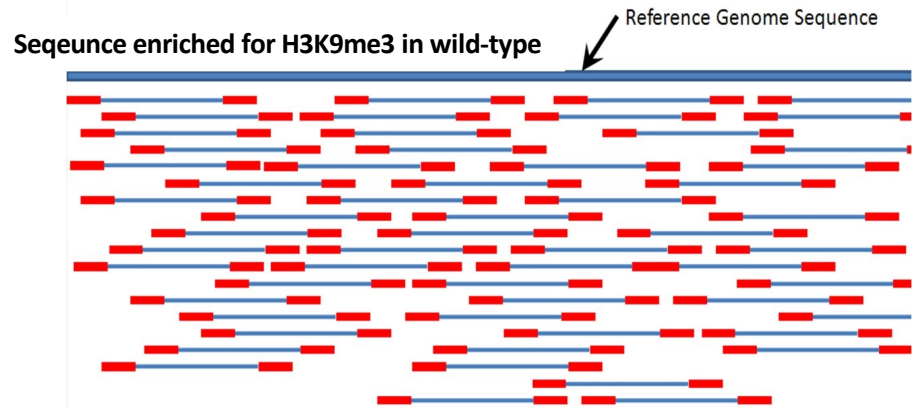 Reference Genome Sequence
Seqeunce enriched for H3K9me3 in wild-type